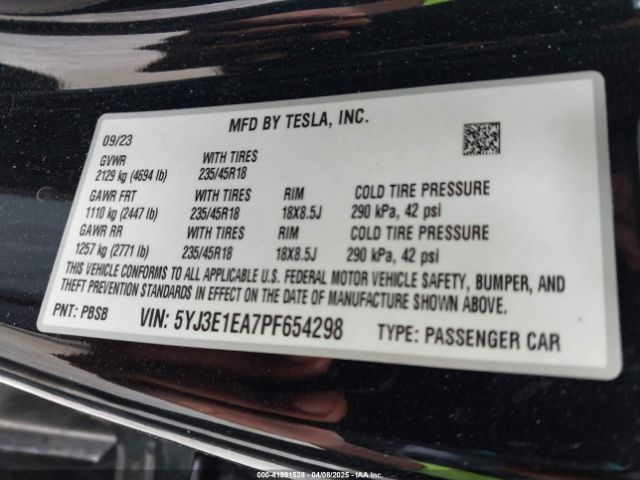 MFD BY TESLA, INC.
09/23
GVWR WITH TIRES
2129 kg (4694 lb) 235/45R18
GAWR FRT WITH TIRES RIM COLD TIRE PRESSURE
1110 kg (2447 lb) 235/45R18 18X8.5J 290 kPa, 42 psi
GAWR RR WITH TIRES RIM COLD TIRE PRESSURE
1257 kg (2771 lb) 235/45R18 18X8.5J 290 kPa, 42 psi
THIS VEHICLE CONFORMS TO ALL APPLICABLE U.S. FEDERAL MOTOR VEHICLE SAFETY, BUMPER, AND
THEFT PREVENTION STANDARDS IN EFFECT ON THE DATE OF MANUFACTURE SHOWN ABOVE.
PNT: PBSB VIN: 5YJ3E1EA7PF654298 TYPE: PASSENGER CAR
000-41991528 - 04/08/2025 - IAA Inc.